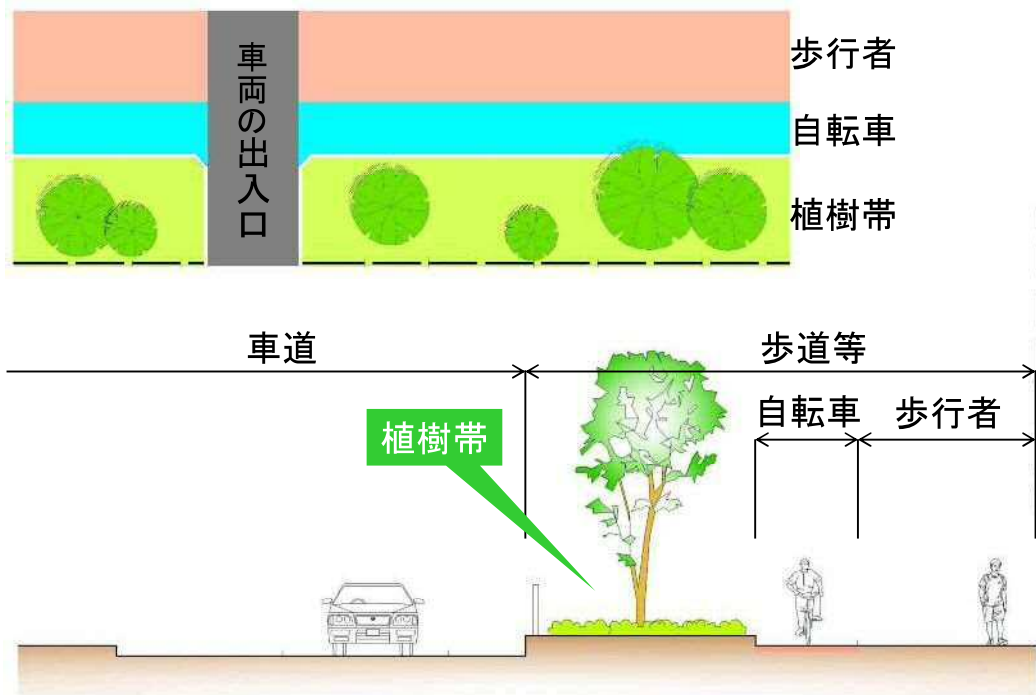 車両の出入口
歩行者
自転車
植樹帯
車道
歩道等
自転車
歩行者
植樹帯